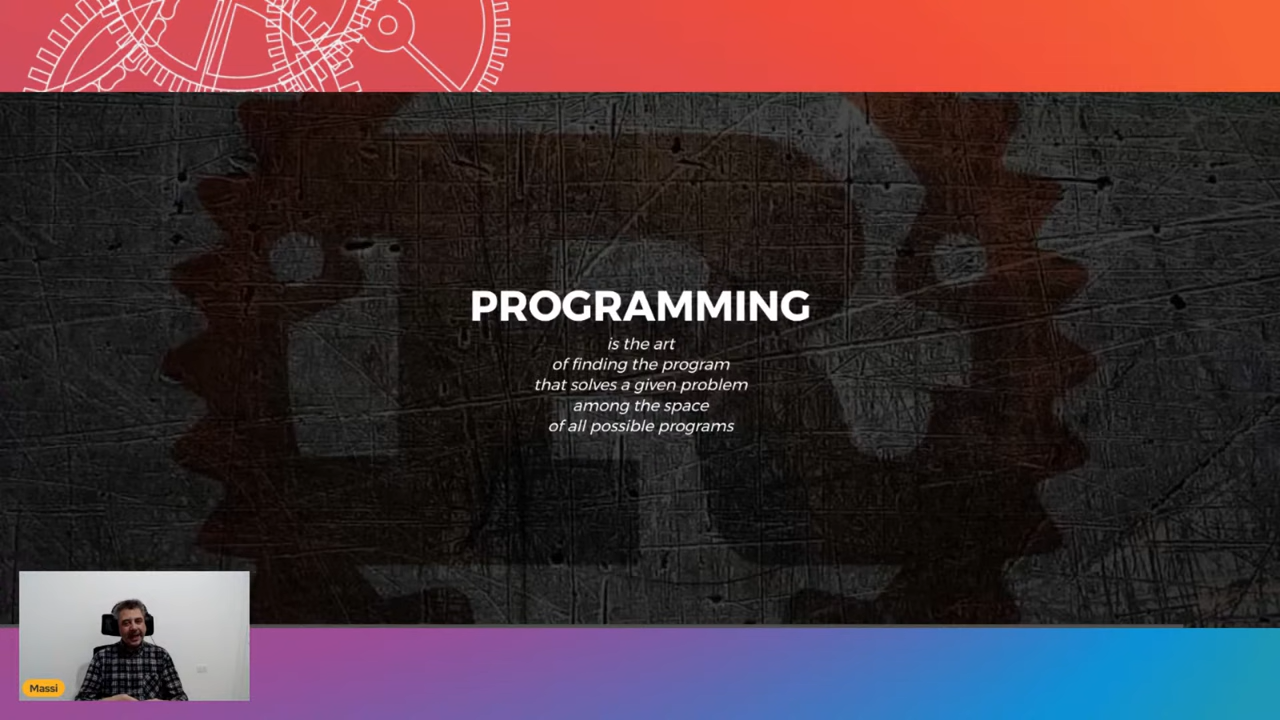 PROGRAMMING
is the art
of finding the program
that solves a given problem
among the space
of all possible programs
Massi